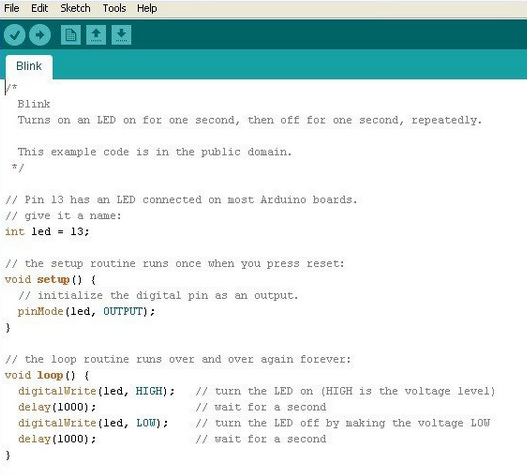 File Edit Sketch Tools Help
Blink
/*
  Blink
  Turns on an LED on for one second, then off for one second, repeatedly.

  This example code is in the public domain.
 */

// Pin 13 has an LED connected on most Arduino boards.
// give it a name:
int led = 13;

// the setup routine runs once when you press reset:
void setup() {
  // initialize the digital pin as an output.
  pinMode(led, OUTPUT);
}

// the loop routine runs over and over again forever:
void loop() {
  digitalWrite(led, HIGH);   // turn the LED on (HIGH is the voltage level)
  delay(1000);               // wait for a second
  digitalWrite(led, LOW);    // turn the LED off by making the voltage LOW
  delay(1000);               // wait for a second
}